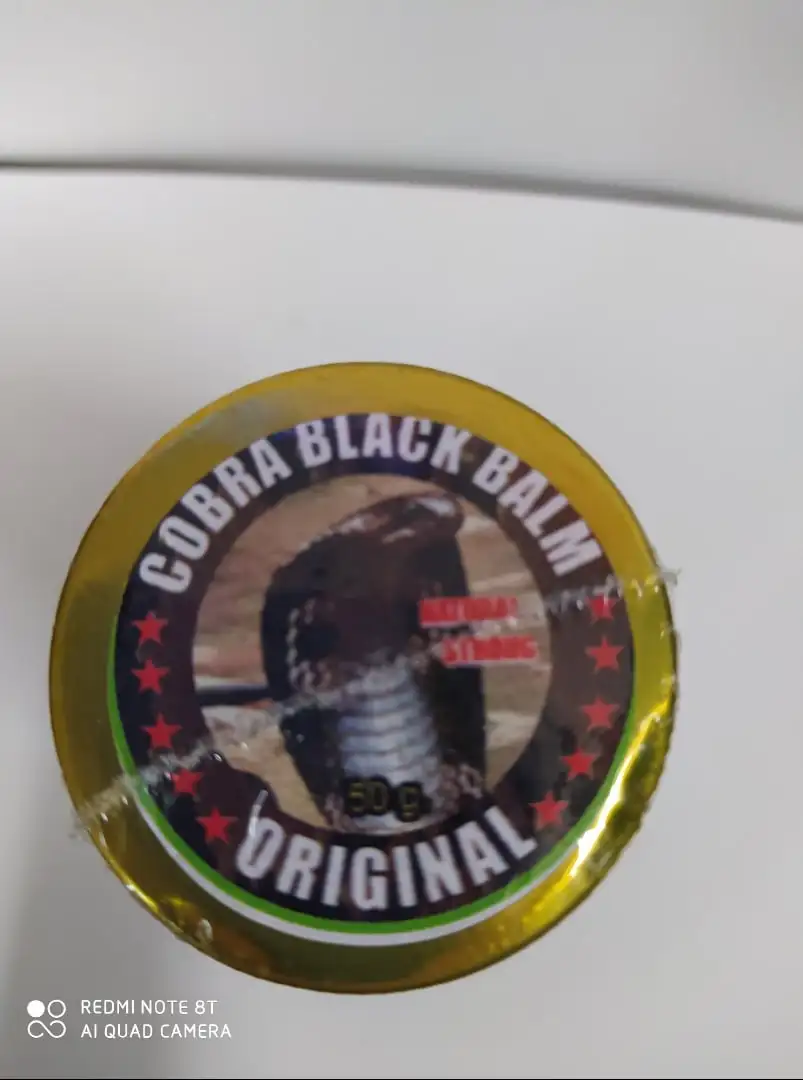 COBRA BLACK BALM
NATURAL
STRONG
50 g
ORIGINAL
REDMI NOTE 8T
AI QUAD CAMERA